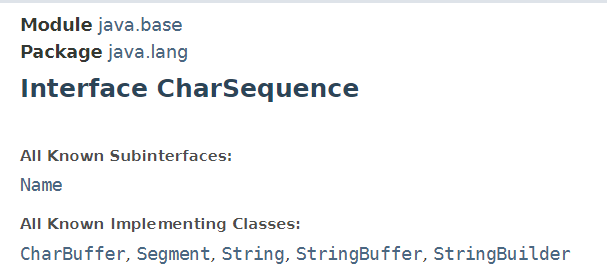 Module java.base
Package java.lang
Interface CharSequence
All Known Subinterfaces:
Name
All Known Implementing Classes:
CharBuffer, Segment, String, StringBuffer, StringBuilder